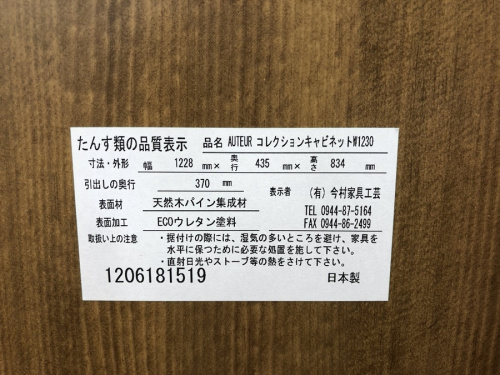 たんす類の品質表示 品名 AUTEUR コレクションキャビネットW1230
寸法・外形 幅 1228 mm× 奥行 435 mm× 高さ 834 mm
引出しの奥行 370 mm
表示者 (有)今村家具工芸
表面材 天然木パイン集成材
TEL 0944-87-5164
表面加工 ECOウレタン塗料
FAX 0944-86-2499
取扱い上の注意 ・据付けの際には、湿気の多いところを避け、家具を
水平に保つために必要な処置を施して下さい。
・直射日光やストーブ等の熱をさけて下さい。
1206181519 日本製